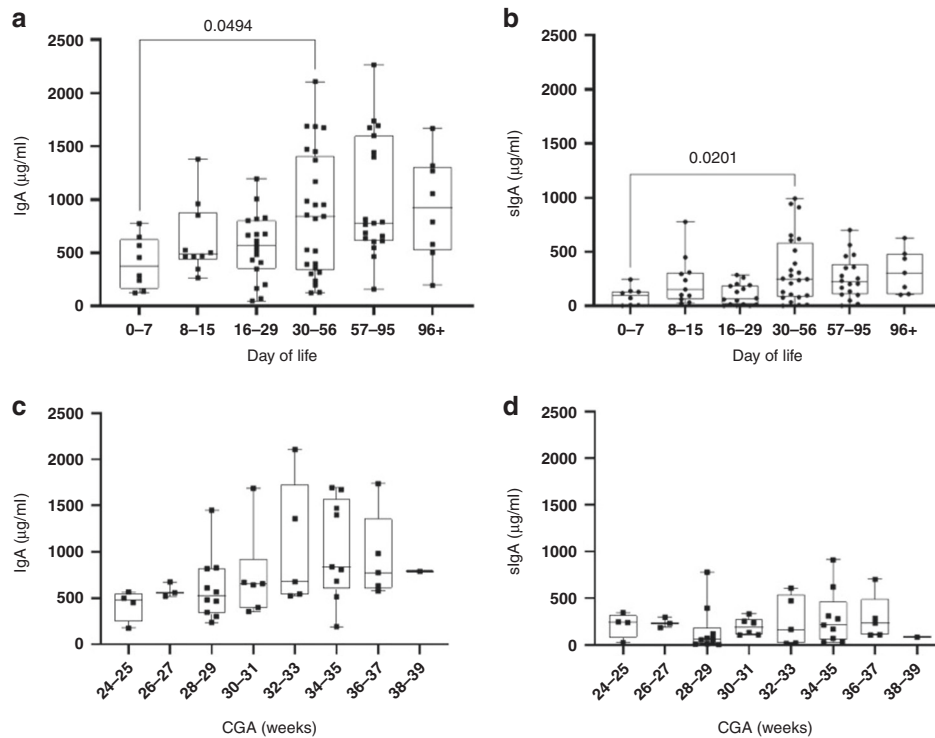 a
0.0494
2500
2000
1500
1000
500
0
IgA (µg/ml)
0–7 8–15 16–29 30–56 57–95 96+
Day of life
b
0.0201
2500
2000
1500
1000
500
0
sIgA (µg/ml)
0–7 8–15 16–29 30–56 57–95 96+
Day of life
c
2500
2000
1500
1000
500
0
IgA (µg/ml)
24–25 26–27 28–29 30–31 32–33 34–35 36–37 38–39
CGA (weeks)
d
2500
2000
1500
1000
500
0
sIgA (µg/ml)
24–25 26–27 28–29 30–31 32–33 34–35 36–37 38–39
CGA (weeks)